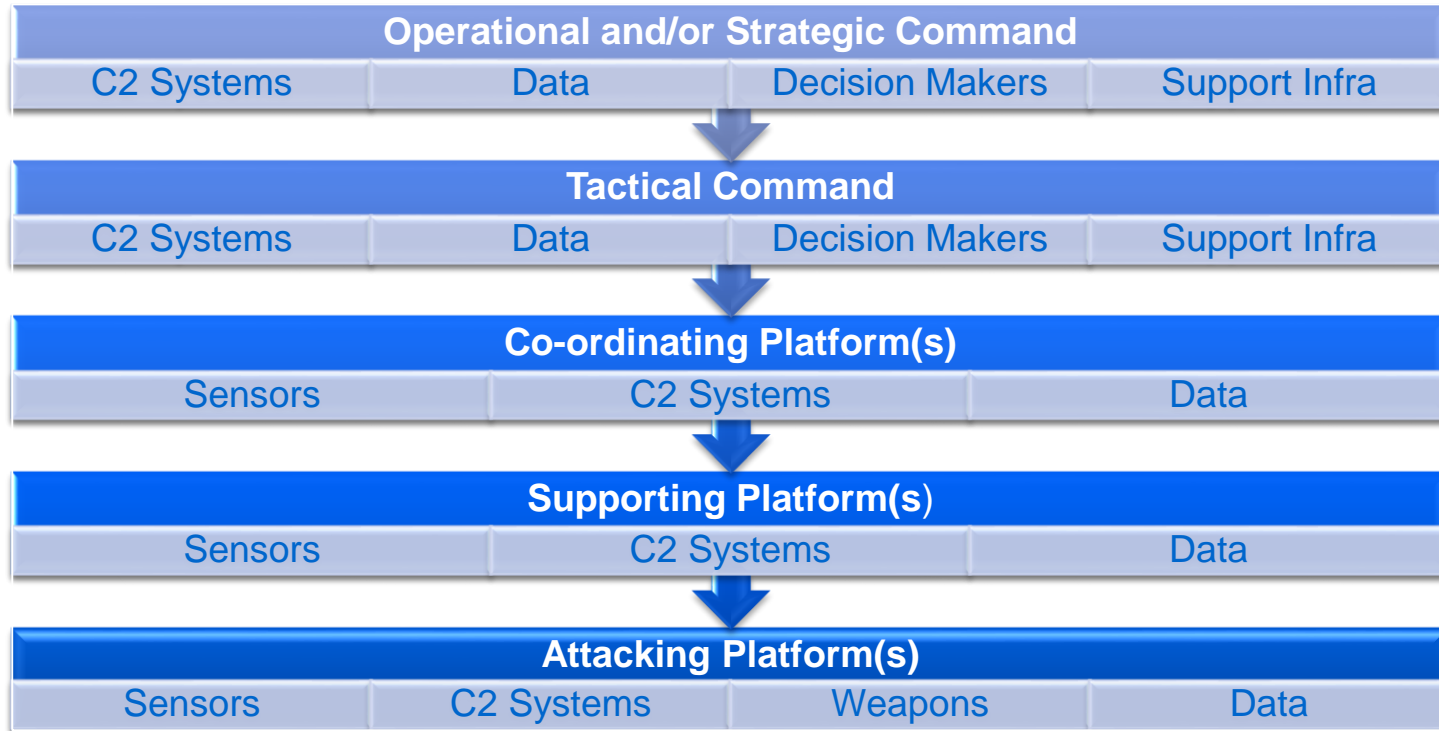 Operational and/or Strategic Command
C2 Systems Data Decision Makers Support Infra
Tactical Command
C2 Systems Data Decision Makers Support Infra
Co-ordinating Platform(s)
Sensors C2 Systems Data
Supporting Platform(s)
Sensors C2 Systems Data
Attacking Platform(s)
Sensors C2 Systems Weapons Data